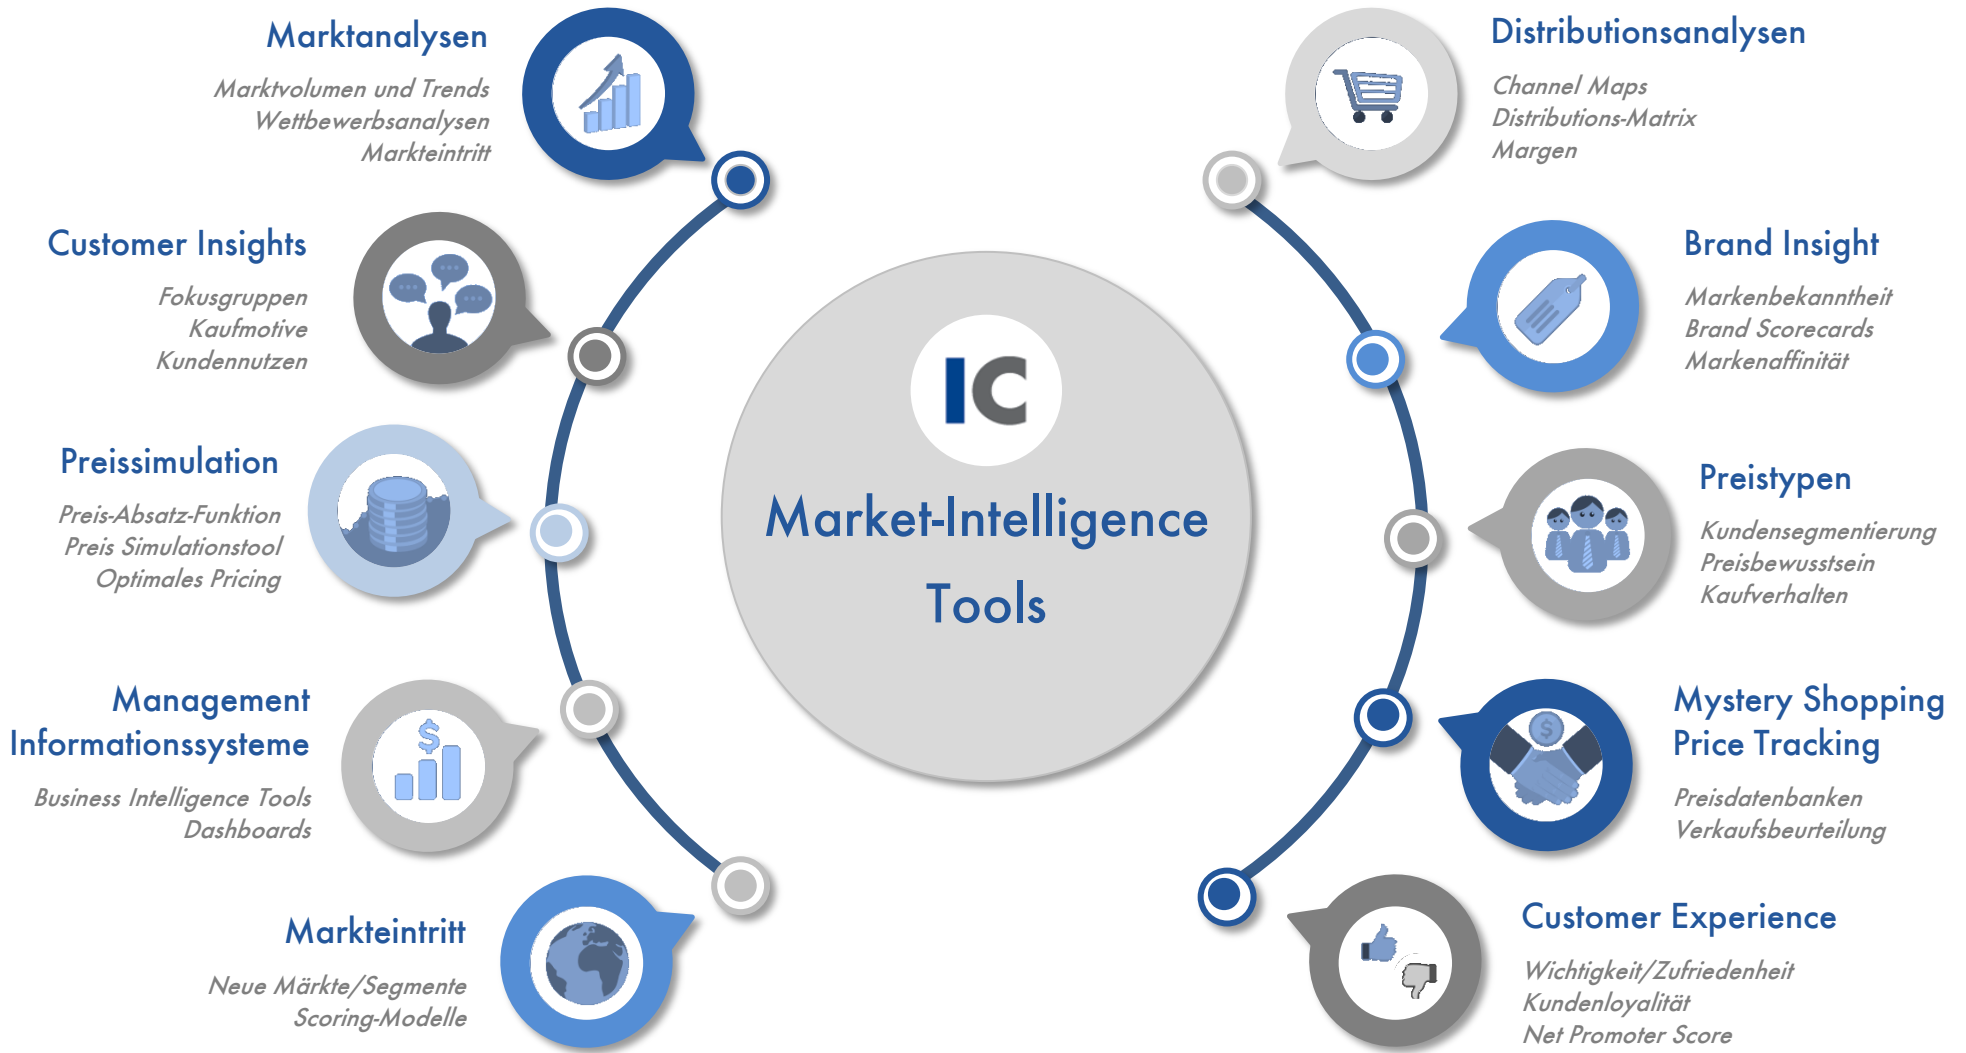 Marktanalysen
Marktvolumen und Trends
Wettbewerbsanalysen
Markteintritt
Customer Insights
Fokusgruppen
Kaufmotive
Kundennutzen
Preissimulation
Preis-Absatz-Funktion
Preis Simulationstool
Optimales Pricing
Management
Informationssysteme
Business Intelligence Tools
Dashboards
Markteintritt
Neue Märkte/Segmente
Scoring-Modelle
IC
Market-Intelligence
Tools
Distributionsanalysen
Channel Maps
Distributions-Matrix
Margen
Brand Insight
Markenbekanntheit
Brand Scorecards
Markenaffinität
Preistypen
Kundensegmentierung
Preisbewusstsein
Kaufverhalten
Mystery Shopping
Price Tracking
Preisdatenbanken
Verkaufsbeurteilung
Customer Experience
Wichtigkeit/Zufriedenheit
Kundenloyalität
Net Promoter Score
$
$